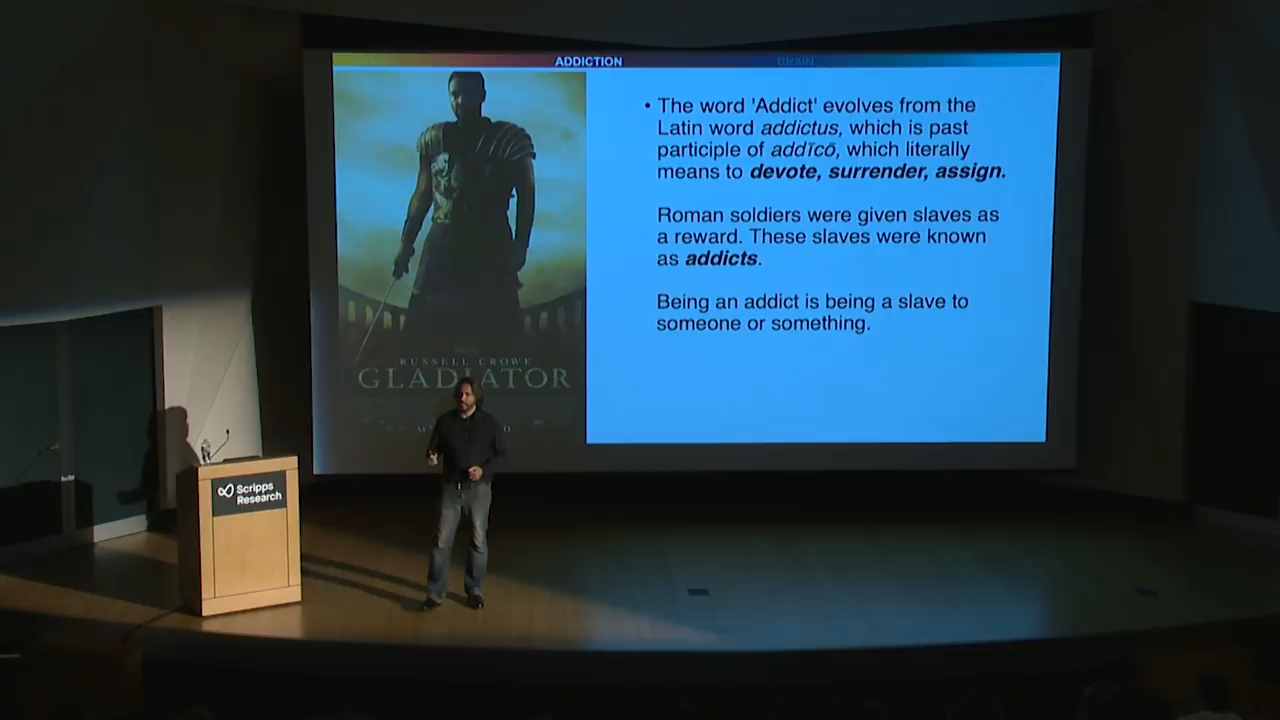 ADDICTION
BRAIN
• The word 'Addict' evolves from the
Latin word addictus, which is past
participle of addīcō, which literally
means to devote, surrender, assign.
Roman soldiers were given slaves as
a reward. These slaves were known
as addicts.
Being an addict is being a slave to
someone or something.
RUSSELL CROWE
GLADIATOR
Scripps
Research